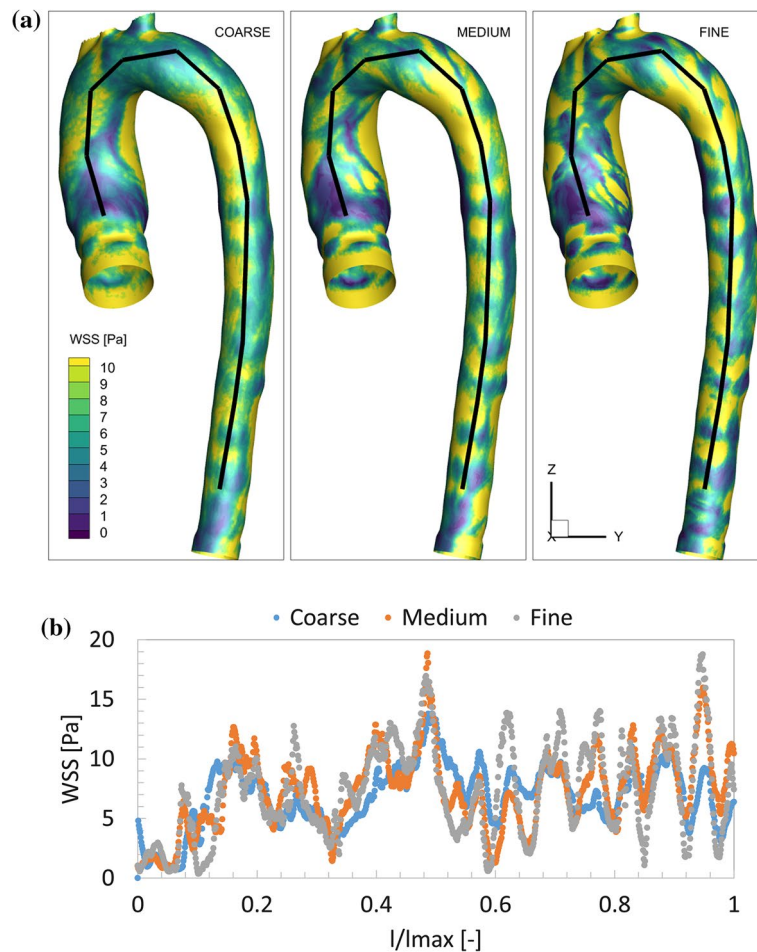 (a)
COARSE
MEDIUM
FINE
WSS [Pa]
10
9
8
7
6
5
4
3
2
1
0
Z
X
Y
(b)
Coarse
Medium
Fine
20
15
10
5
0
WSS [Pa]
0
0.2
0.4
0.6
0.8
1
l/lmax [-]